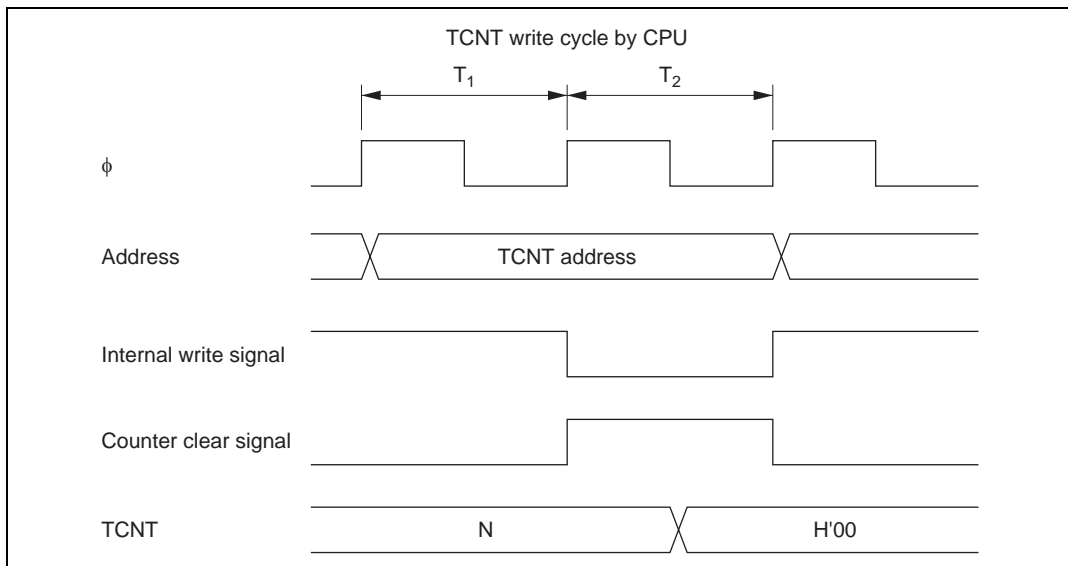 TCNT write cycle by CPU
T1 T2
ϕ
Address TCNT address
Internal write signal
Counter clear signal
TCNT N H'00